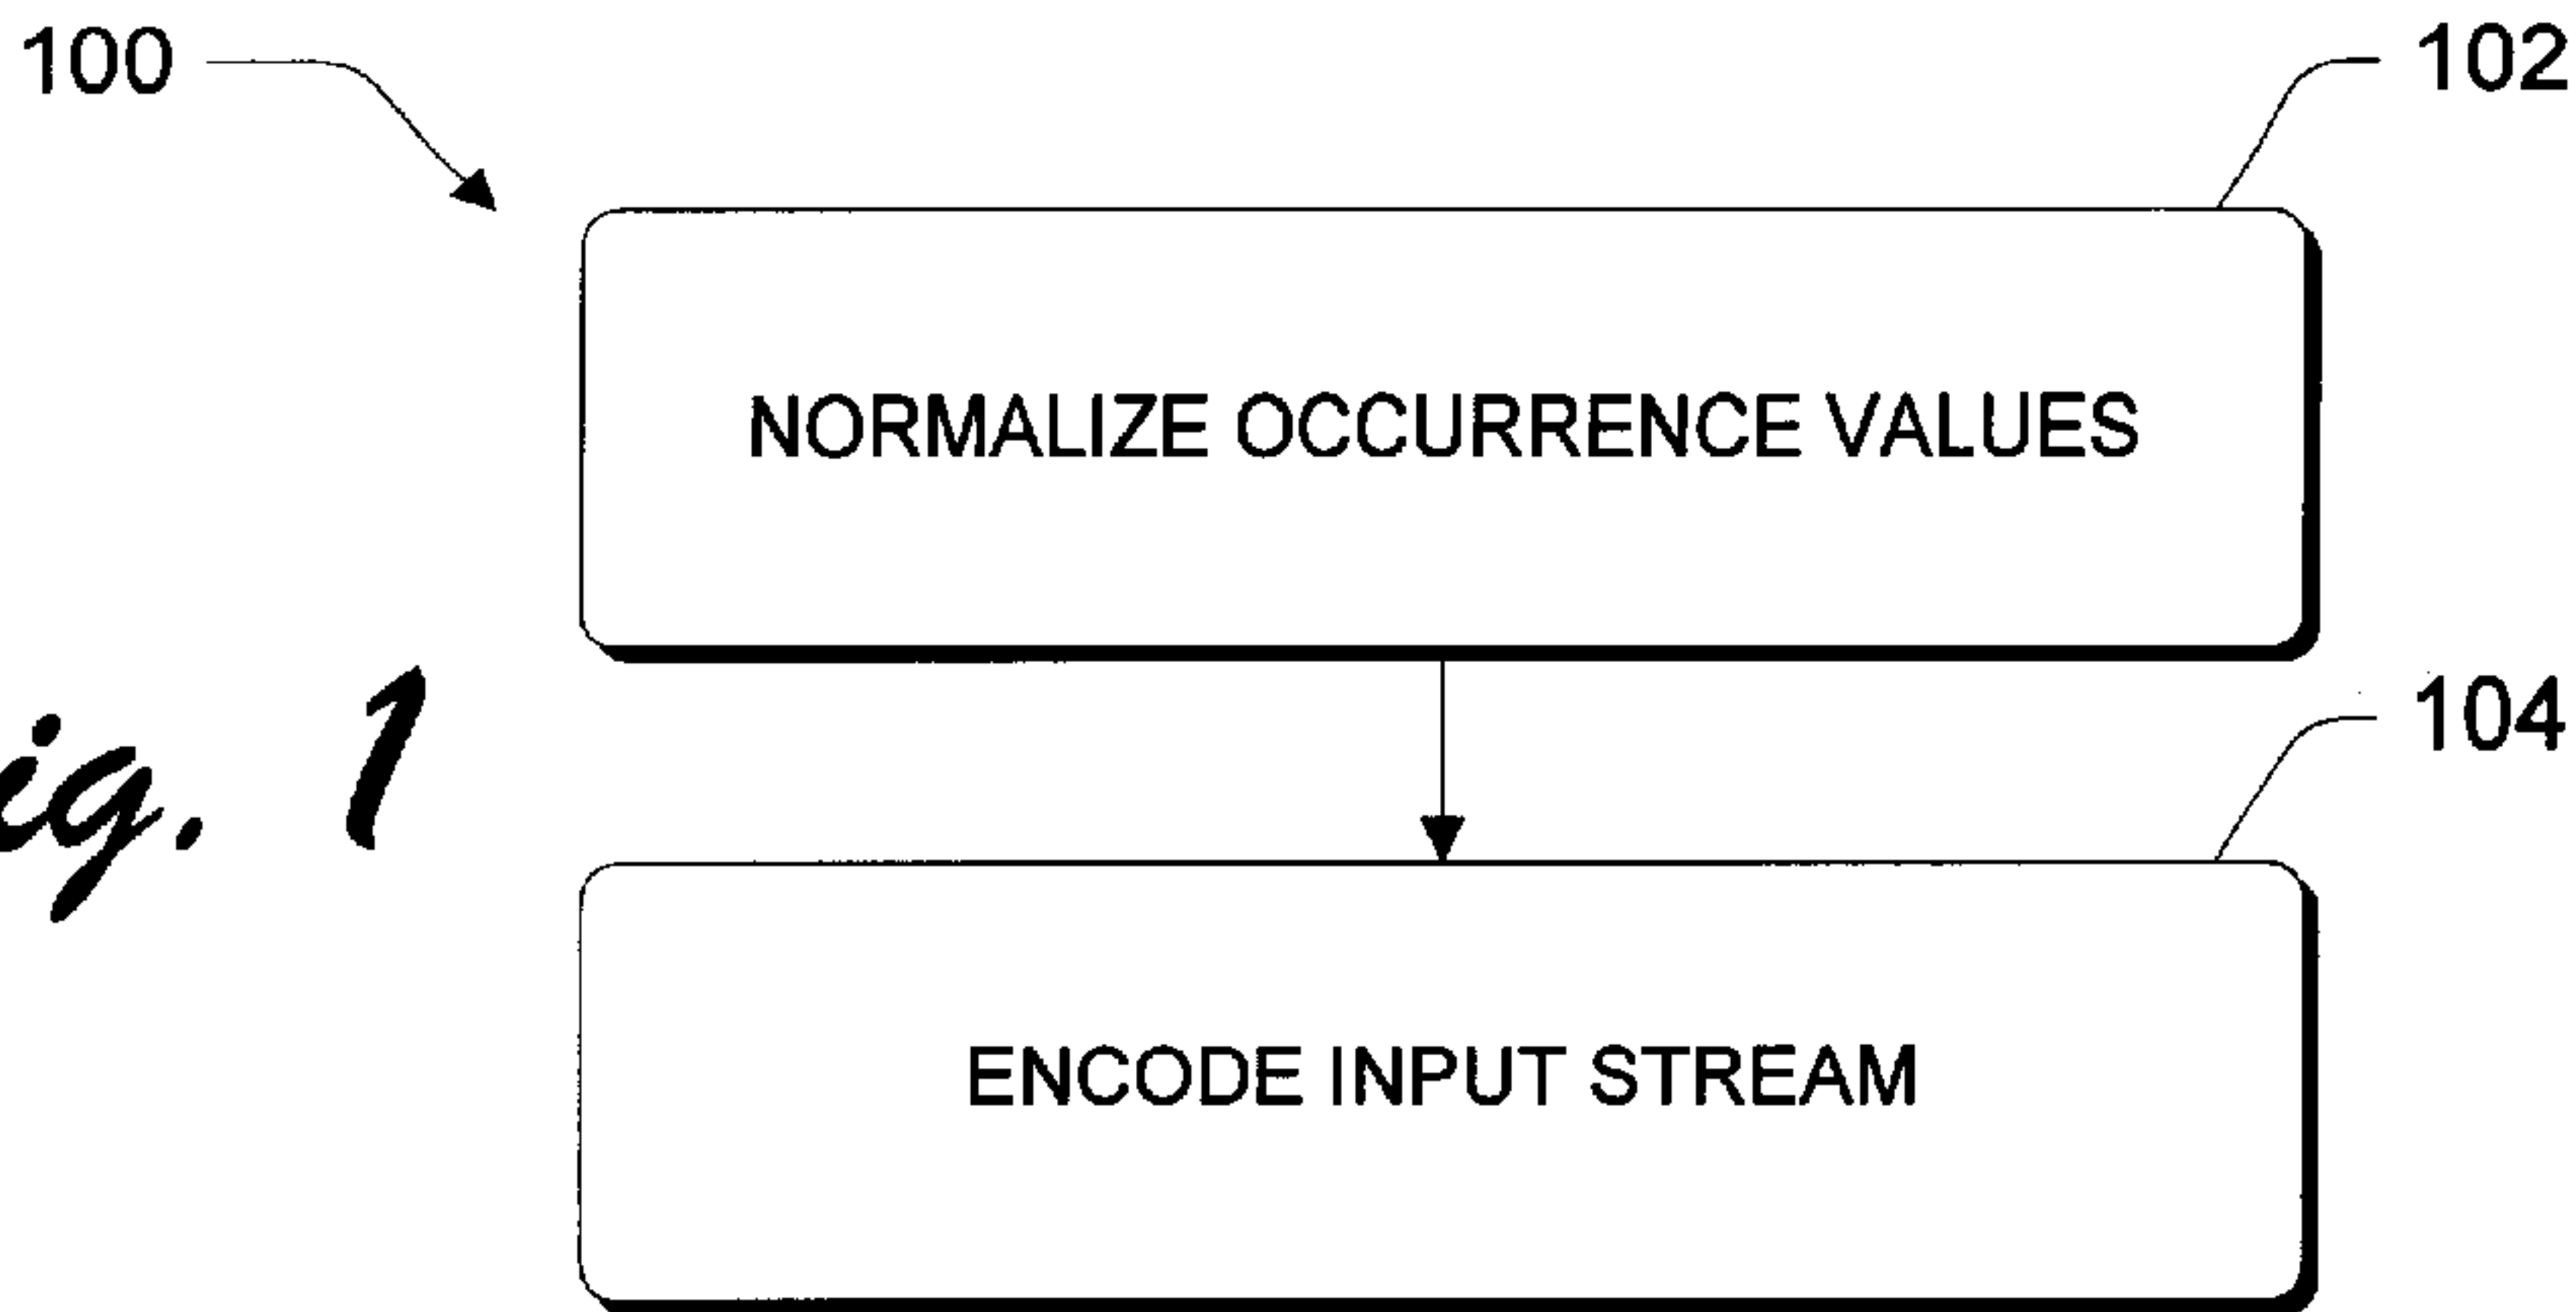 100
102
NORMALIZE OCCURRENCE VALUES
ig. 1
104
ENCODE INPUT STREAM